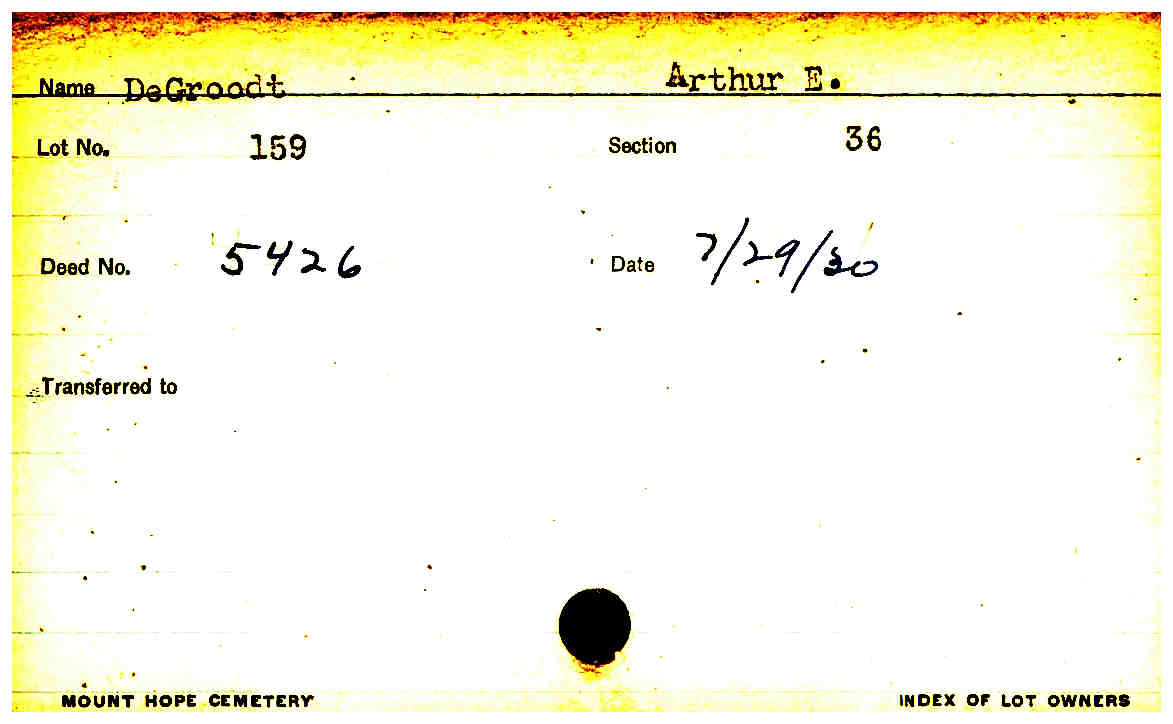 Name DeGroodt Arthur E.
Lot No. 159 Section 36
Deed No. 5426 Date 7/29/30
Transferred to
MOUNT HOPE CEMETERY INDEX OF LOT OWNERS